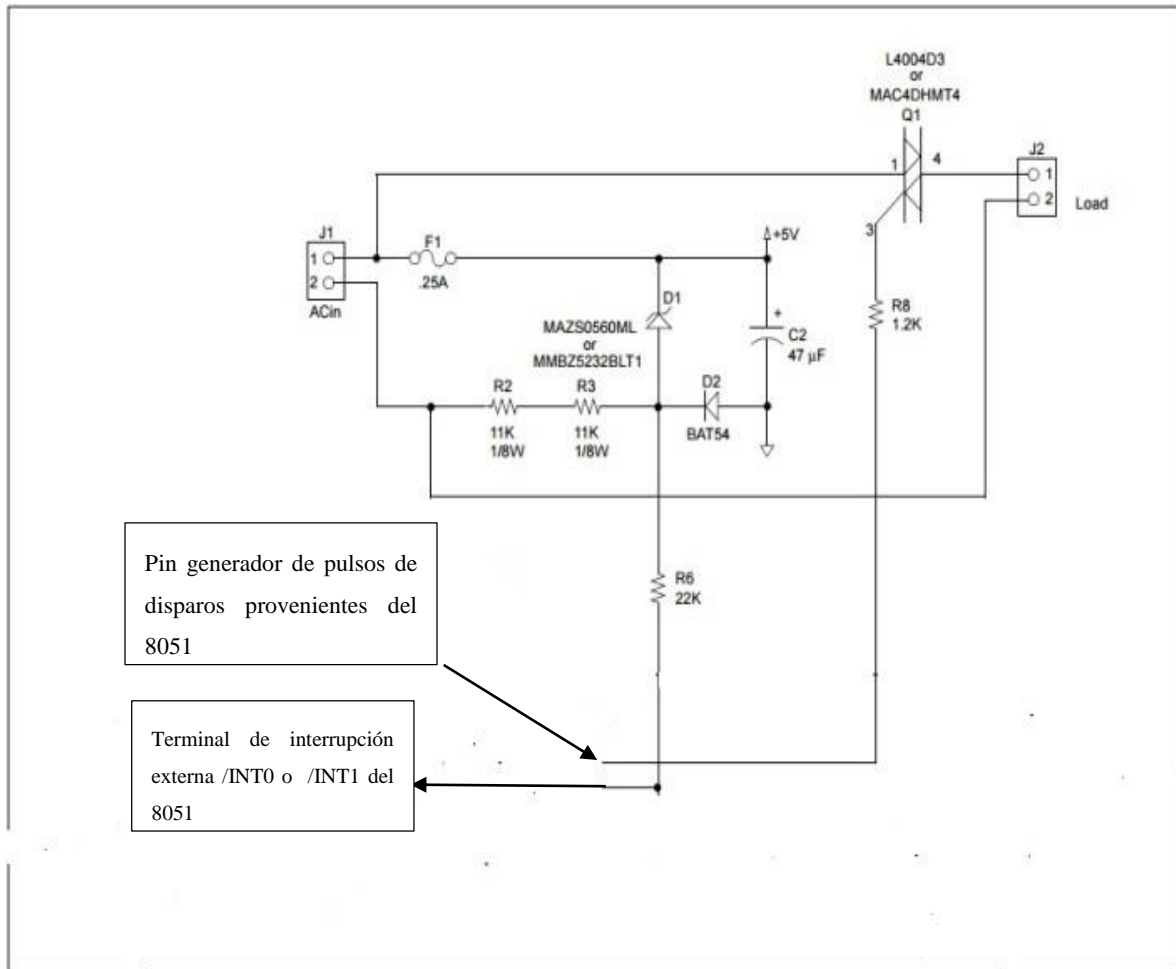 L4004D3
or
MAC4DHMT4
Q1
1
4
J2
1
2
Load
3
J1
1
2
ACin
F1
.25A
+5V
D1
MAZS0560ML
or
MMBZ5232BLT1
+
C2
47 µF
R8
1.2K
R2
11K
1/8W
R3
11K
1/8W
D2
BAT54
R6
22K
Pin generador de pulsos de
disparos provenientes del
8051
Terminal de interrupción
externa /INT0 o /INT1 del
8051